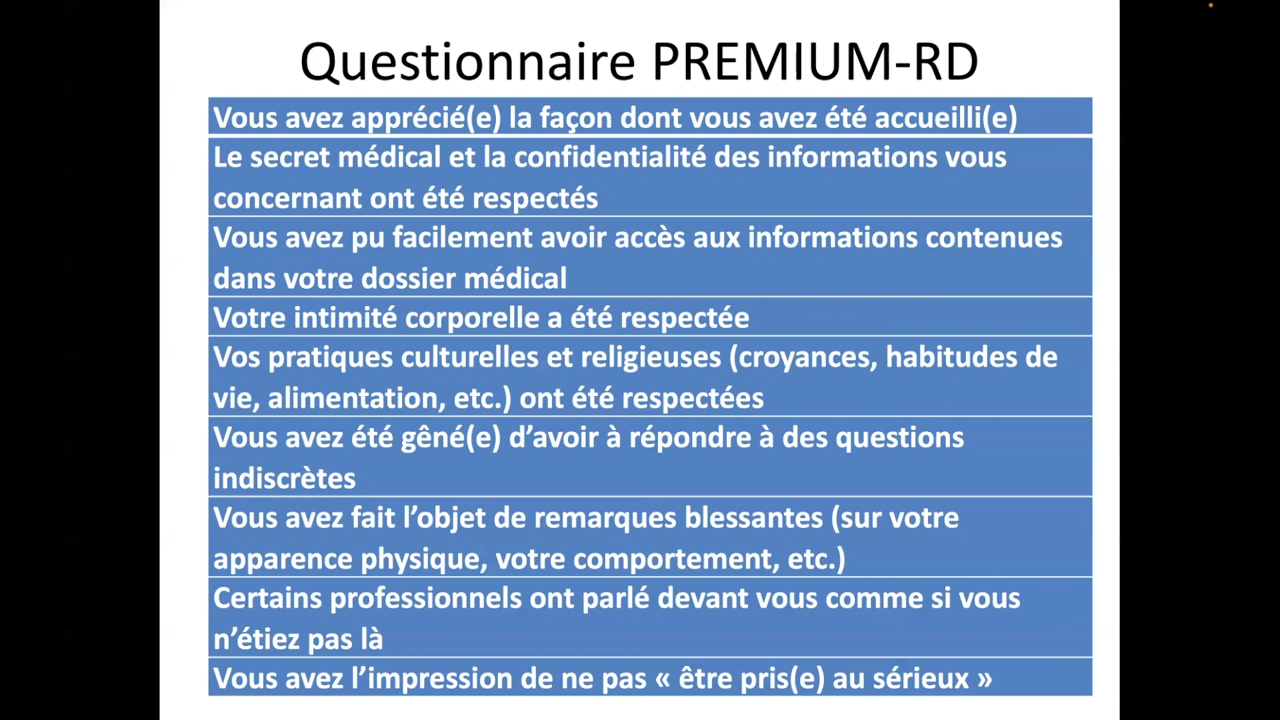 Questionnaire PREMIUM-RD
Vous avez apprécié(e) la façon dont vous avez été accueilli(e)
Le secret médical et la confidentialité des informations vous
concernant ont été respectés
Vous avez pu facilement avoir accès aux informations contenues
dans votre dossier médical
Votre intimité corporelle a été respectée
Vos pratiques culturelles et religieuses (croyances, habitudes de
vie, alimentation, etc.) ont été respectées
Vous avez été gêné(e) d’avoir à répondre à des questions
indiscrètes
Vous avez fait l’objet de remarques blessantes (sur votre
apparence physique, votre comportement, etc.)
Certains professionnels ont parlé devant vous comme si vous
n’étiez pas là
Vous avez l’impression de ne pas « être pris(e) au sérieux »